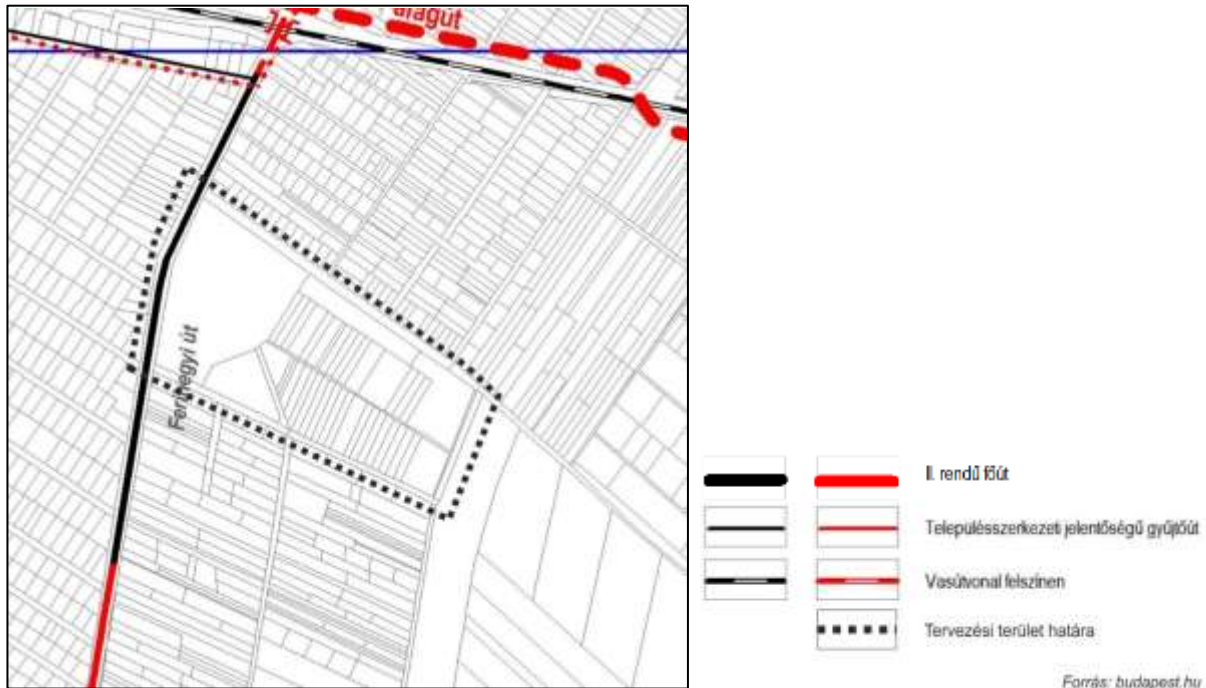 alagút
Ferihegyi út
II. rendű főút
Településszerkezeti jelentőségű gyűjtőút
Vasútvonal felszínen
Tervezési terület határa
Forrás: budapest.hu